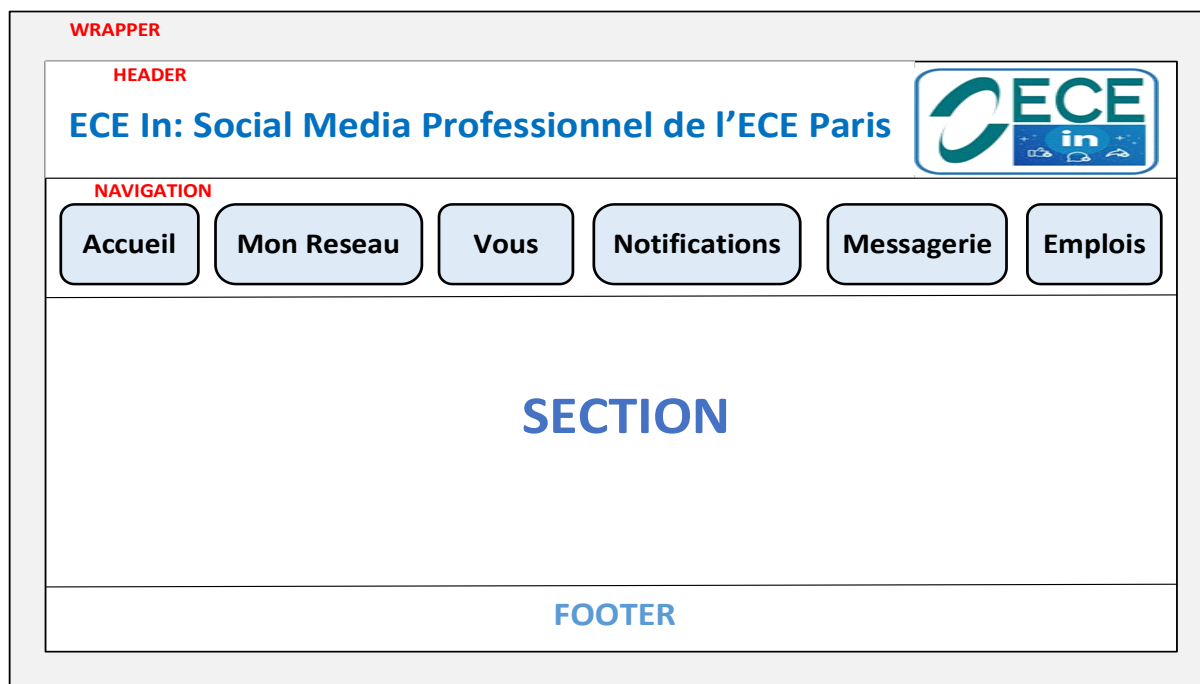 WRAPPER
HEADER
ECE In: Social Media Professionnel de l’ECE Paris
ECE
in
NAVIGATION
Accueil
Mon Reseau
Vous
Notifications
Messagerie
Emplois
SECTION
FOOTER